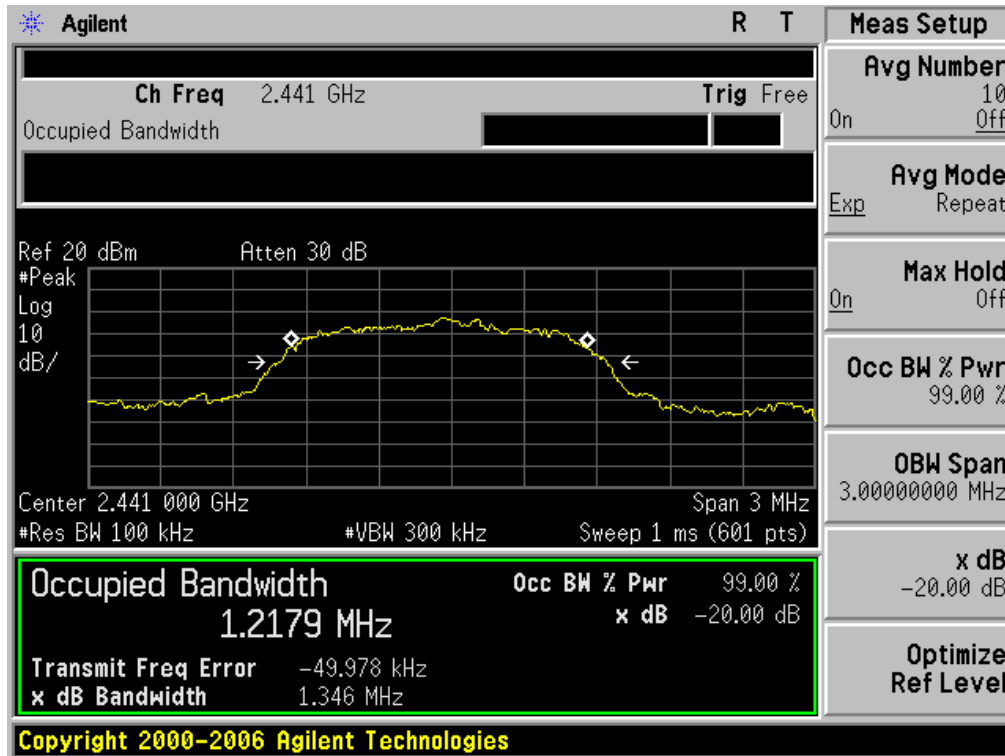 Agilent R T
Ch Freq 2.441 GHz Trig Free
Occupied Bandwidth
Ref 20 dBm Atten 30 dB
#Peak
Log
10
dB/
Center 2.441 000 GHz Span 3 MHz
#Res BW 100 kHz #VBW 300 kHz Sweep 1 ms (601 pts)
Occupied Bandwidth Occ BW % Pwr 99.00 %
1.2179 MHz x dB -20.00 dB
Transmit Freq Error -49.978 kHz
x dB Bandwidth 1.346 MHz
Copyright 2000-2006 Agilent Technologies
Meas Setup
Avg Number
10
On Off
Avg Mode
Exp Repeat
Max Hold
On Off
Occ BW % Pwr
99.00 %
OBW Span
3.00000000 MHz
x dB
-20.00 dB
Optimize
Ref Level